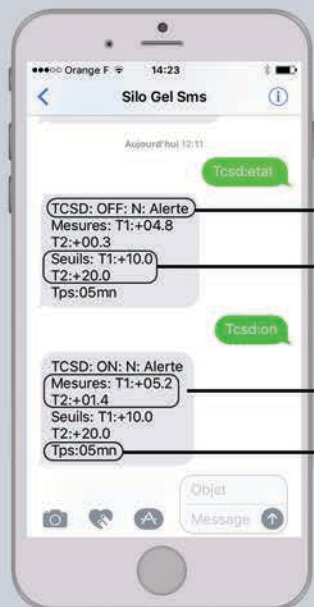 Orange F 14:23
Silo Gel Sms
Aujourd'hui 12:11
Tcsd:etat
TCSD: OFF: N: Alerte
Mesures: T1:+04.8
T2:+00.3
Seuils: T1:+10.0
T2:+20.0
Tps:05mn
Tcsd:on
TCSD: ON: N: Alerte
Mesures: T1:+05.2
T2:+01.4
Seuils: T1:+10.0
T2:+20.0
Tps:05mn
Objet
Message